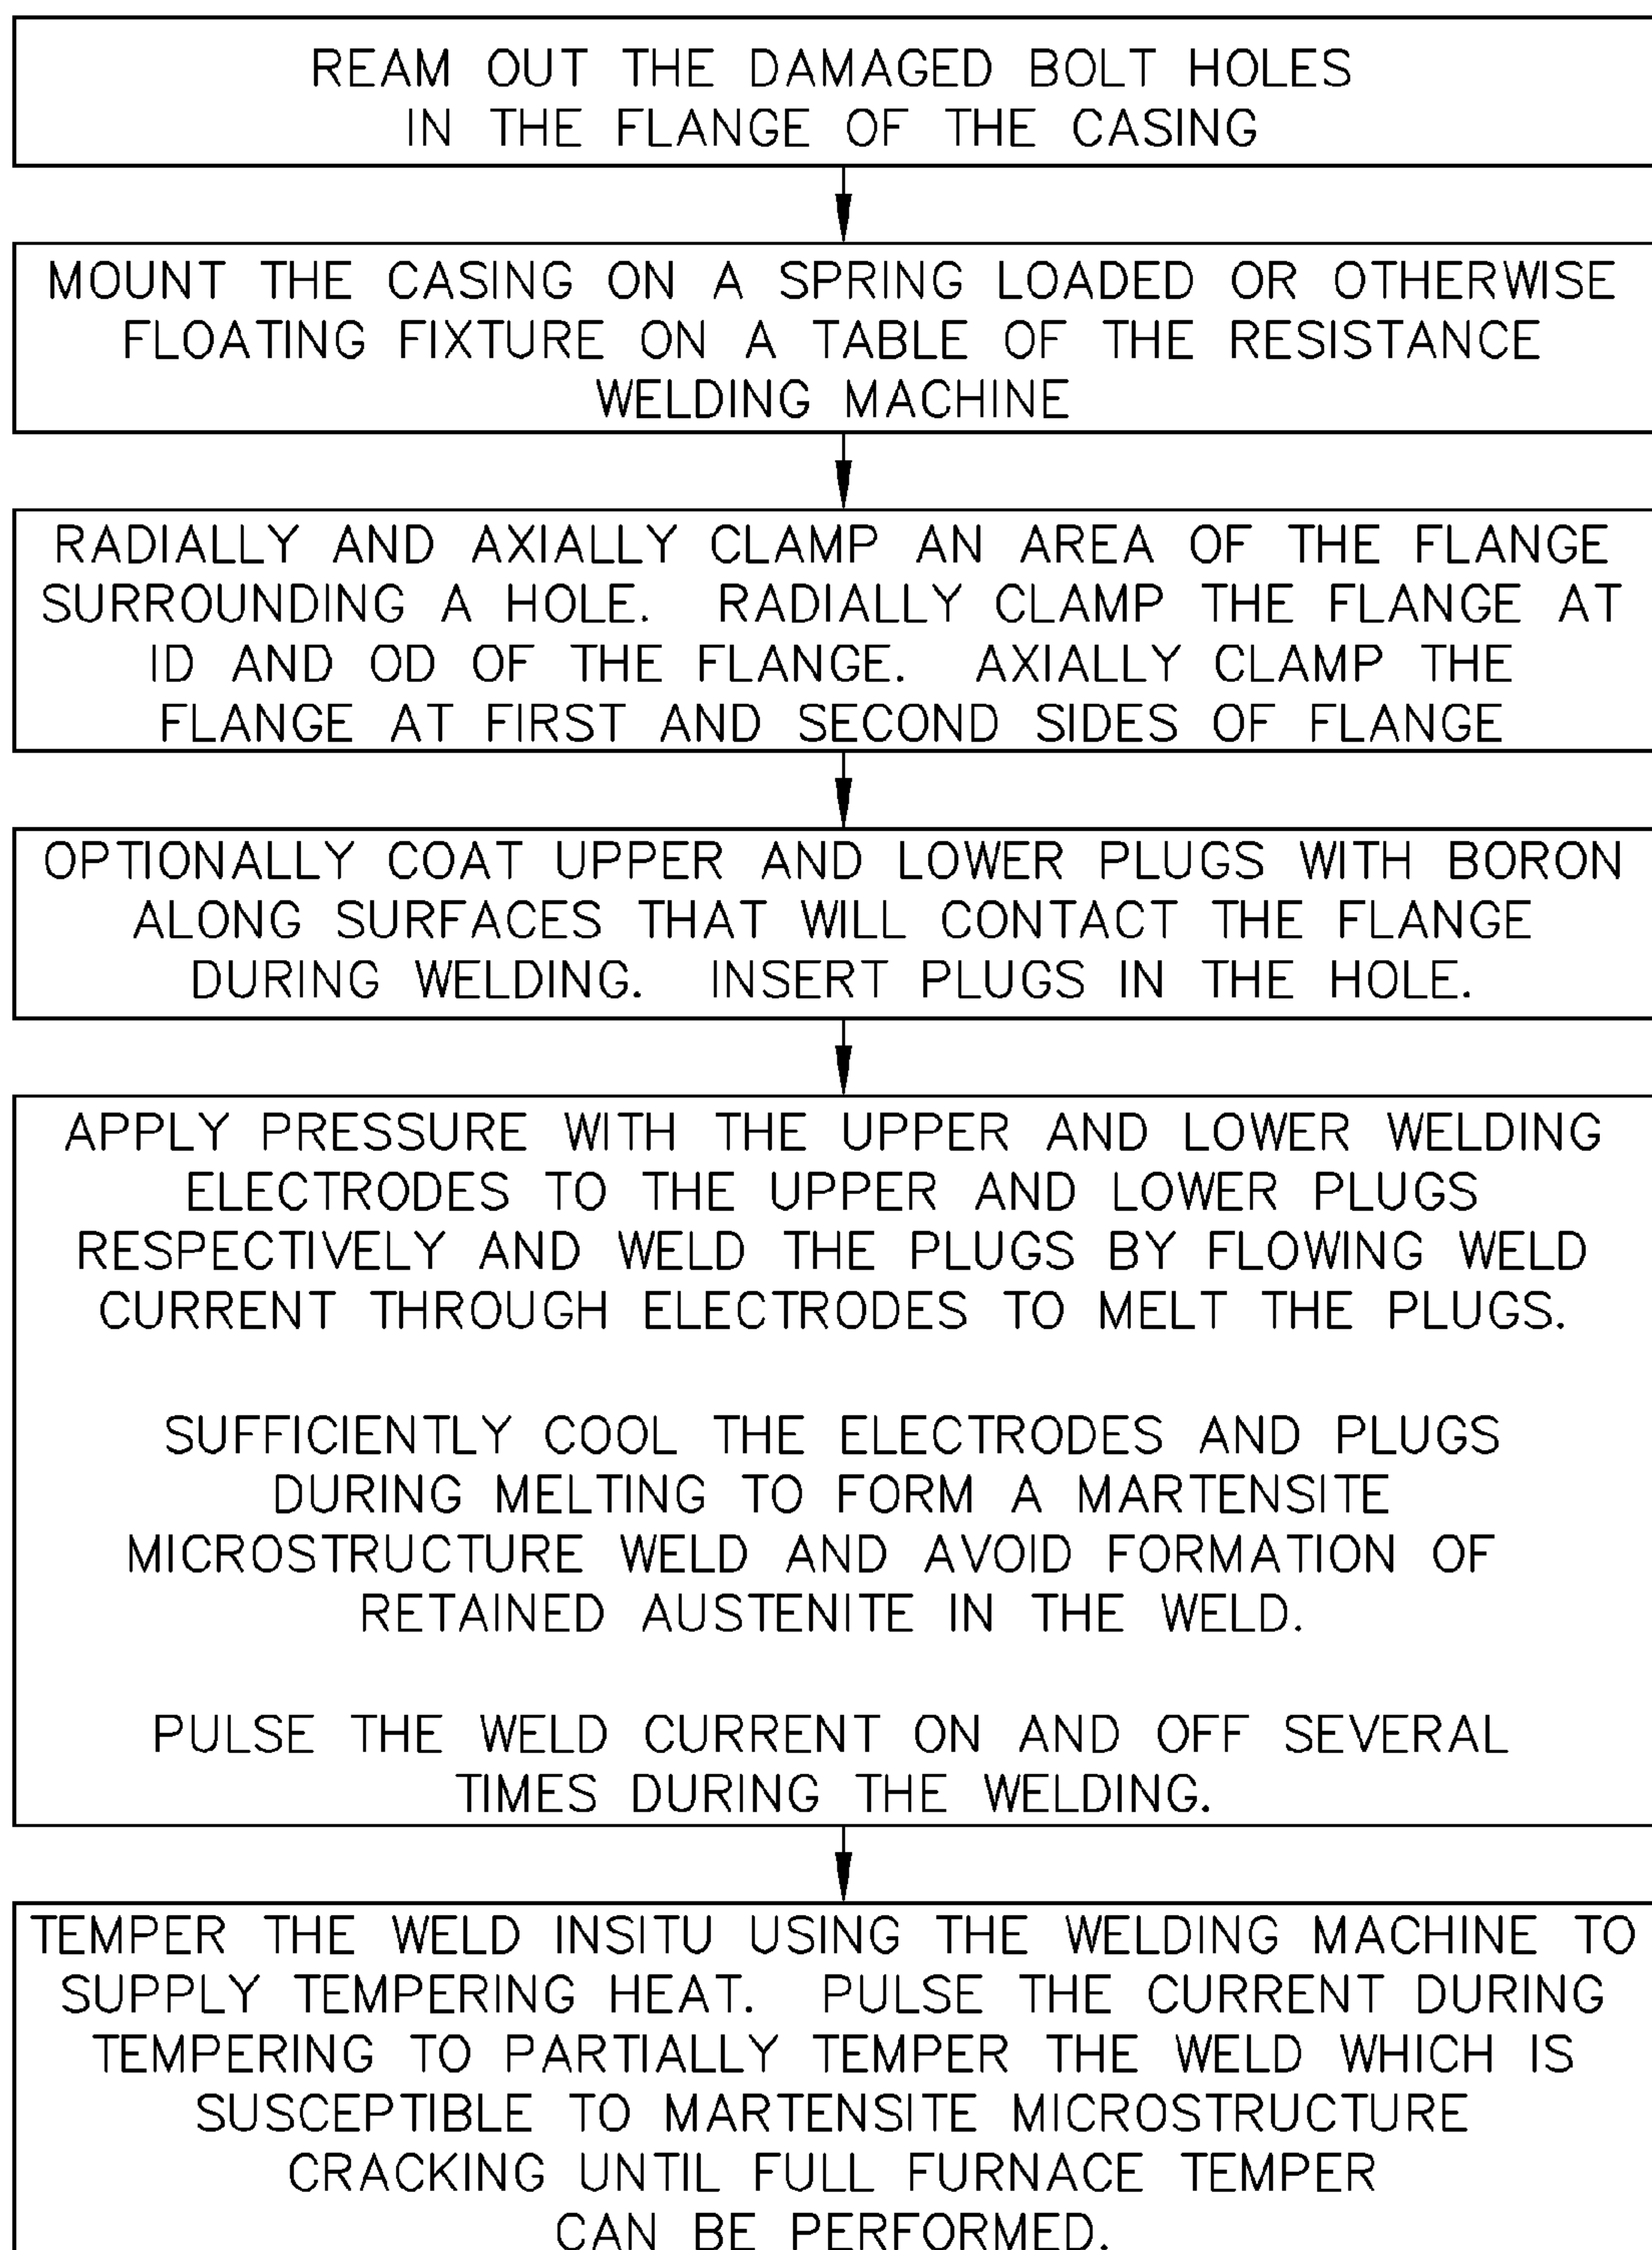 REAM OUT THE DAMAGED BOLT HOLES
IN THE FLANGE OF THE CASING
MOUNT THE CASING ON A SPRING LOADED OR OTHERWISE
FLOATING FIXTURE ON A TABLE OF THE RESISTANCE
WELDING MACHINE
RADIALLY AND AXIALLY CLAMP AN AREA OF THE FLANGE
SURROUNDING A HOLE. RADIALLY CLAMP THE FLANGE AT
ID AND OD OF THE FLANGE. AXIALLY CLAMP THE
FLANGE AT FIRST AND SECOND SIDES OF FLANGE
OPTIONALLY COAT UPPER AND LOWER PLUGS WITH BORON
ALONG SURFACES THAT WILL CONTACT THE FLANGE
DURING WELDING. INSERT PLUGS IN THE HOLE.
APPLY PRESSURE WITH THE UPPER AND LOWER WELDING
ELECTRODES TO THE UPPER AND LOWER PLUGS
RESPECTIVELY AND WELD THE PLUGS BY FLOWING WELD
CURRENT THROUGH ELECTRODES TO MELT THE PLUGS.
SUFFICIENTLY COOL THE ELECTRODES AND PLUGS
DURING MELTING TO FORM A MARTENSITE
MICROSTRUCTURE WELD AND AVOID FORMATION OF
RETAINED AUSTENITE IN THE WELD.
PULSE THE WELD CURRENT ON AND OFF SEVERAL
TIMES DURING THE WELDING.
TEMPER THE WELD INSITU USING THE WELDING MACHINE TO
SUPPLY TEMPERING HEAT. PULSE THE CURRENT DURING
TEMPERING TO PARTIALLY TEMPER THE WELD WHICH IS
SUSCEPTIBLE TO MARTENSITE MICROSTRUCTURE
CRACKING UNTIL FULL FURNACE TEMPER
CAN BE PERFORMED.